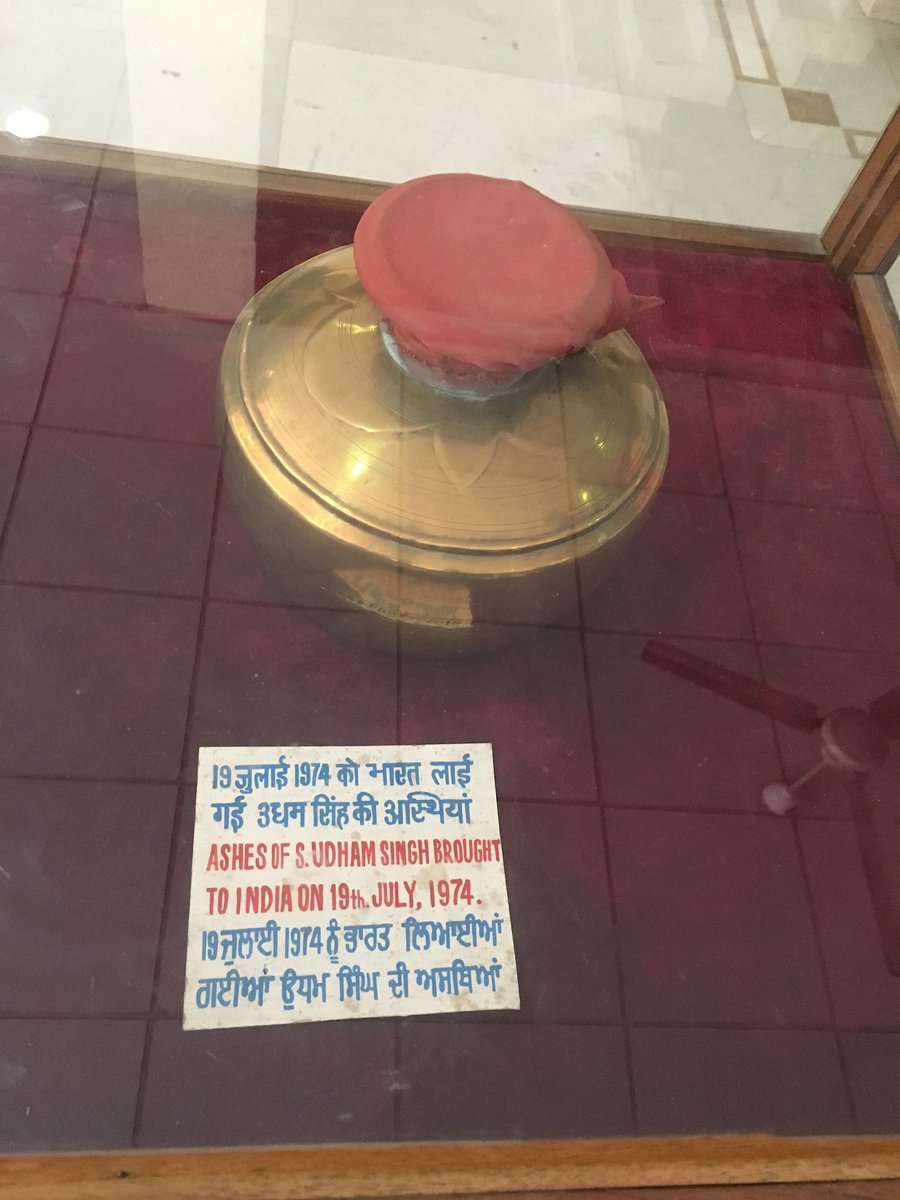 19 जुलाई 1974 को भारत लाई
गई उधम सिंह की अस्थियां
ASHES OF S. UDHAM SINGH BROUGHT
TO INDIA ON 19th. JULY, 1974.
19 ਜੁਲਾਈ 1974 ਨੂੰ ਭਾਰਤ ਲਿਆਈਆਂ
ਗਈਆਂ ਊਧਮ ਸਿੰਘ ਦੀ ਅਸਥਿਆਂ